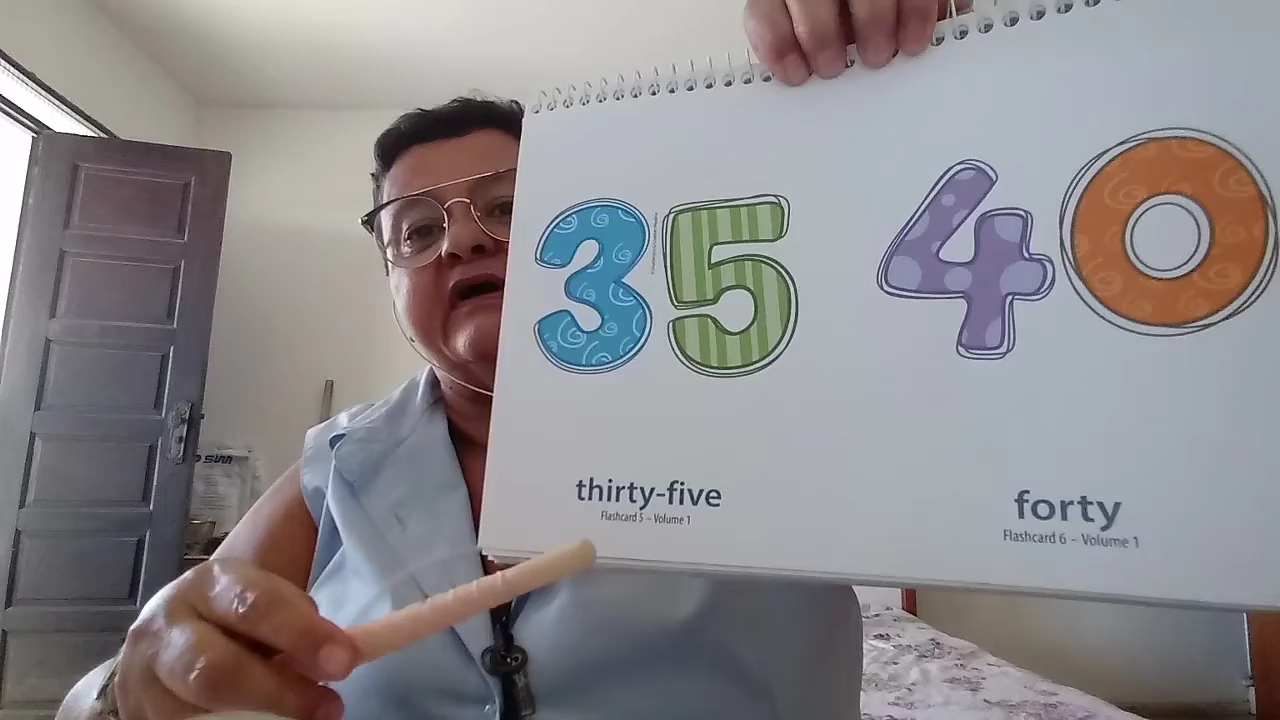 35
thirty-five
Flashcard 5 – Volume 1
40
forty
Flashcard 6 – Volume 1